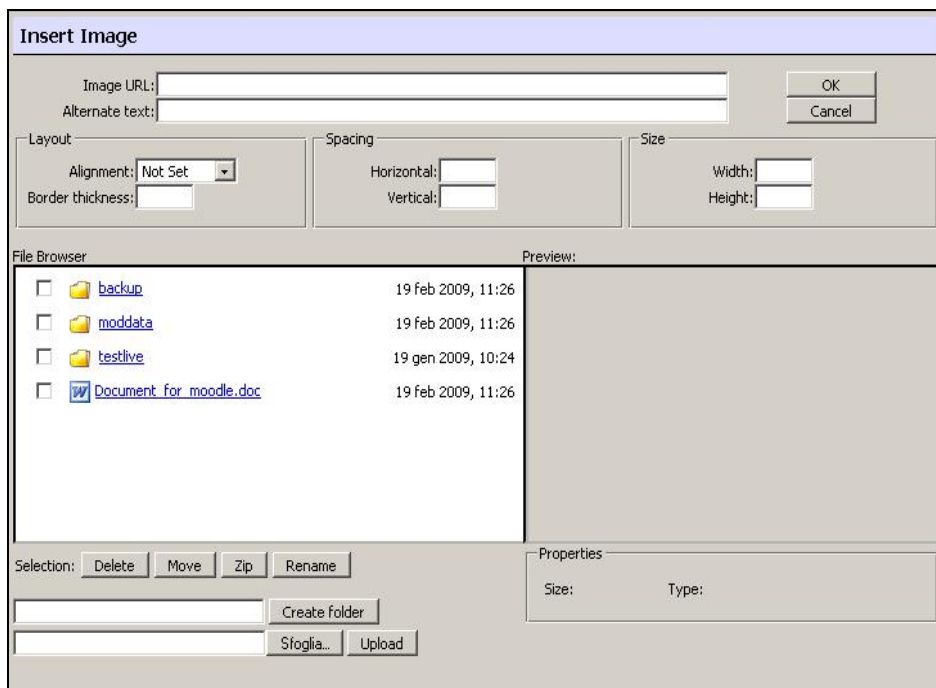 Insert Image
Image URL: OK
Alternate text: Cancel
Layout Spacing Size
Alignment: Not Set Horizontal: Width:
Border thickness: Vertical: Height:
File Browser Preview:
backup 19 feb 2009, 11:26
moddata 19 feb 2009, 11:26
testlive 19 gen 2009, 10:24
Document_for_moodle.doc 19 feb 2009, 11:26
Selection: Delete Move Zip Rename Properties
Size: Type:
Create folder
Sfoglia... Upload